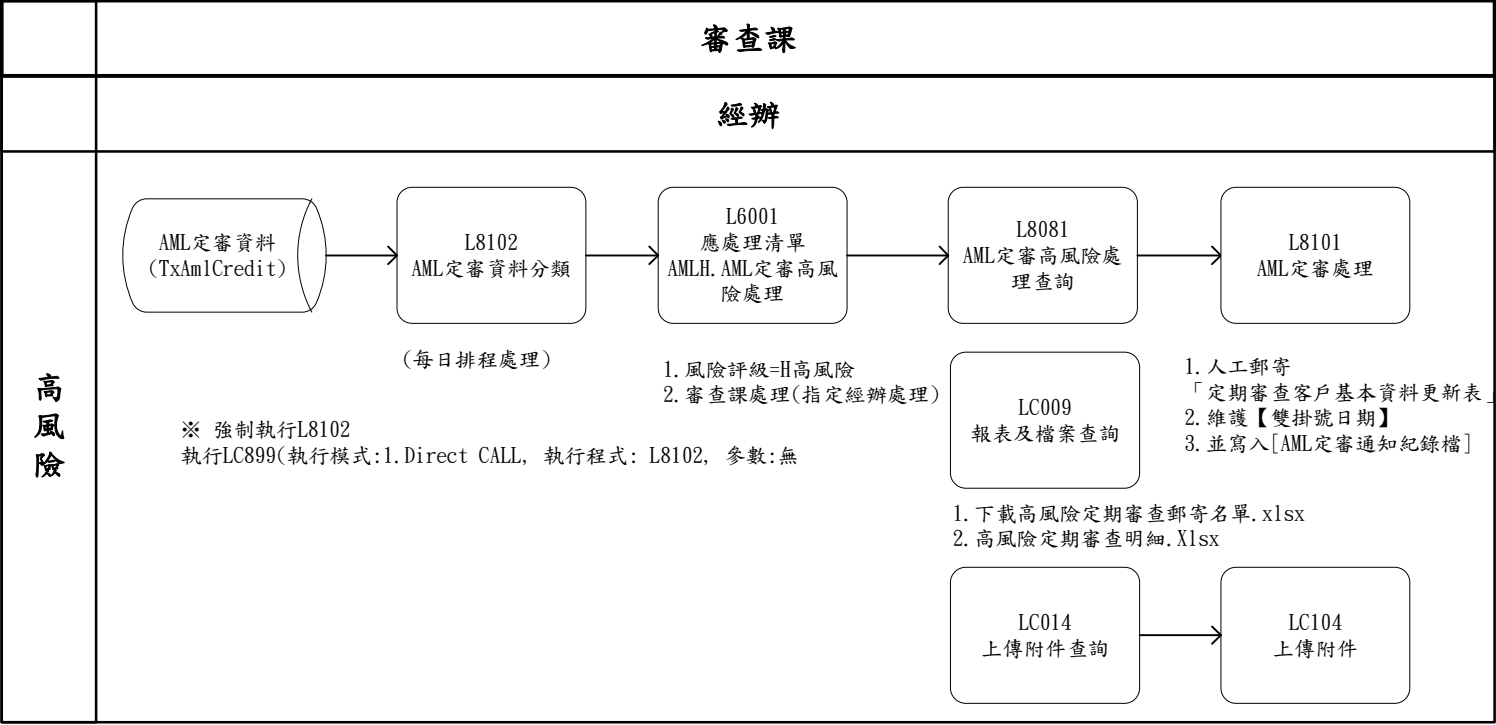 審查課
經辦
高
風
險
AML定審資料
(TxAmlCredit)
L8102
AML定審資料分類
(每日排程處理)
※ 強制執行L8102
執行LC899(執行模式:1.Direct CALL, 執行程式: L8102, 參數:無
L6001
應處理清單
AMLH.AML定審高風
險處理
1.風險評級=H高風險
2.審查課處理(指定經辦處理)
L8081
AML定審高風險處
理查詢
L8101
AML定審處理
1.人工郵寄
「定期審查客戶基本資料更新表」
2.維護【雙掛號日期】
3.並寫入[AML定審通知紀錄檔]
LC009
報表及檔案查詢
1.下載高風險定期審查郵寄名單.xlsx
2.高風險定期審查明細.Xlsx
LC014
上傳附件查詢
LC104
上傳附件